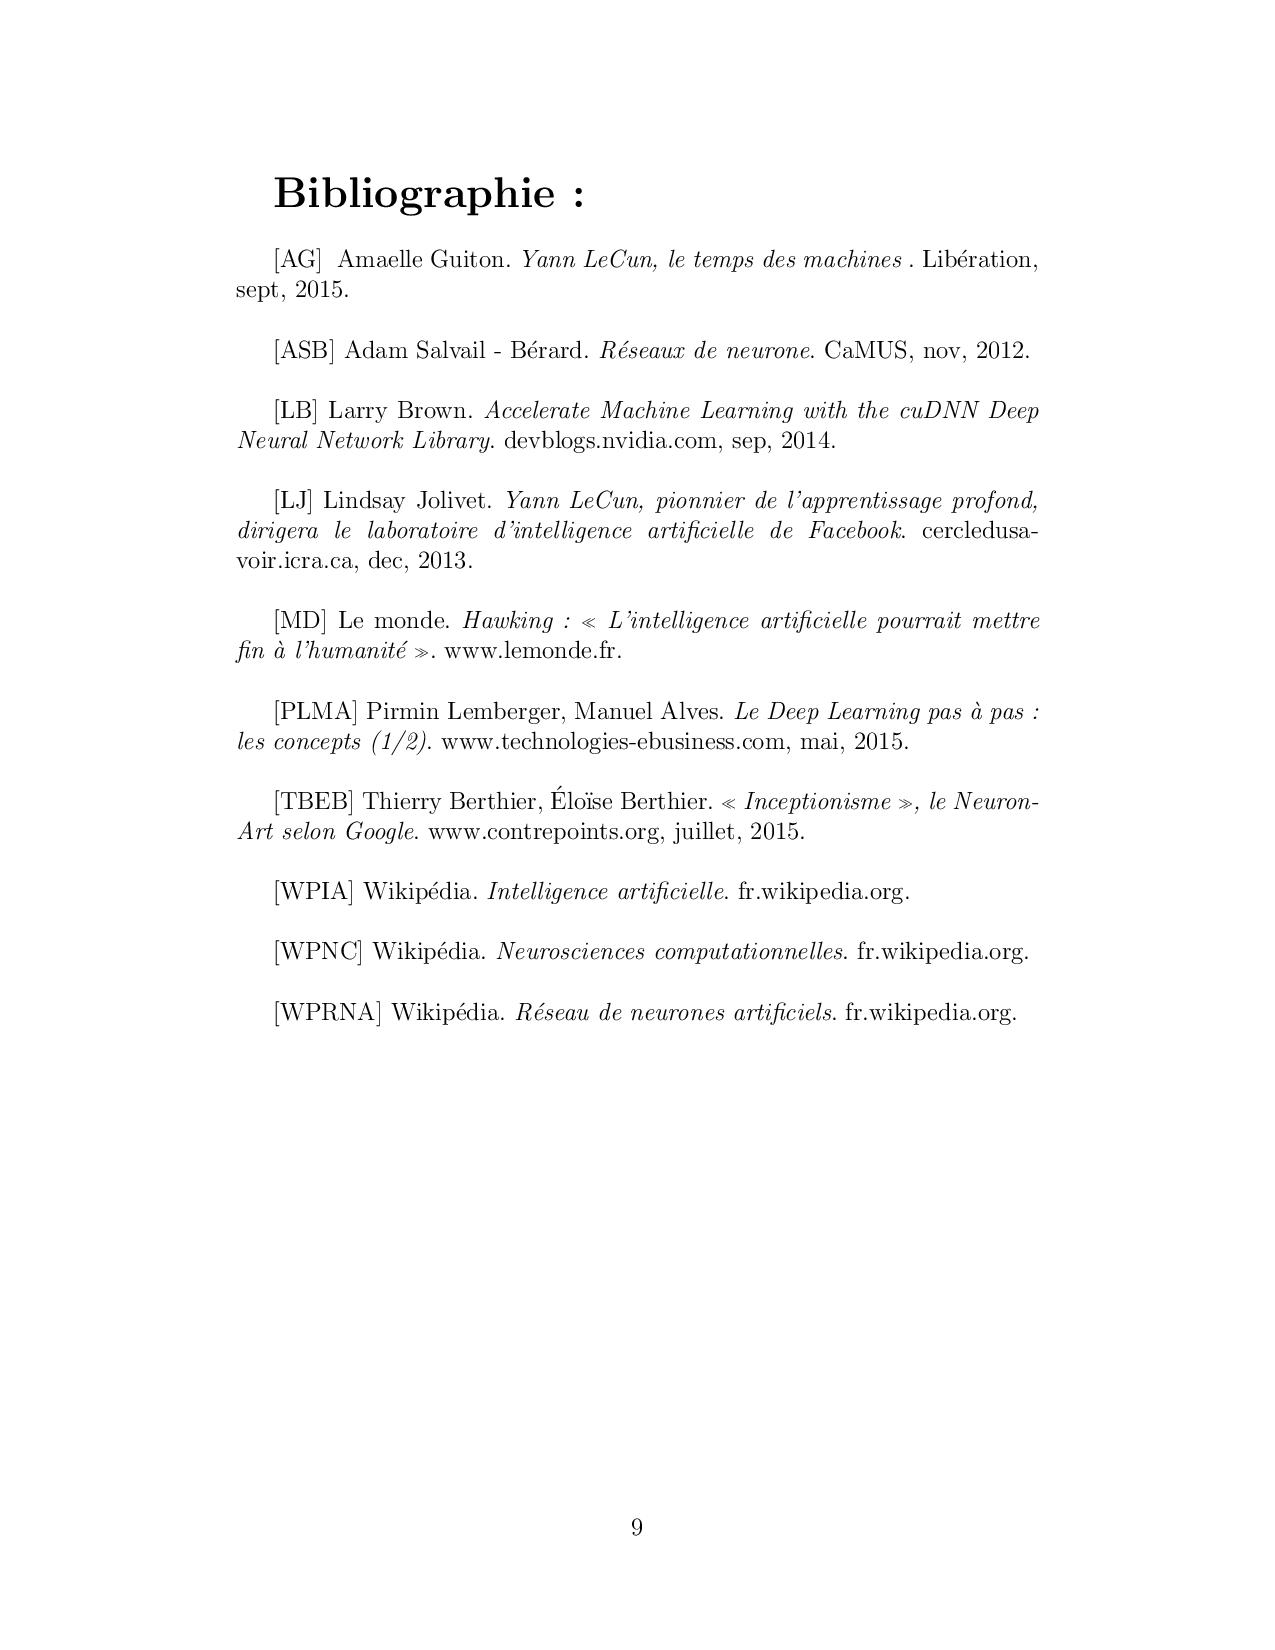 Bibliographie :
[AG] Amaelle Guiton. Yann LeCun, le temps des machines . Libération,
sept, 2015.
[ASB] Adam Salvail - Bérard. Réseaux de neurone. CaMUS, nov, 2012.
[LB] Larry Brown. Accelerate Machine Learning with the cuDNN Deep
Neural Network Library. devblogs.nvidia.com, sep, 2014.
[LJ] Lindsay Jolivet. Yann LeCun, pionnier de l'apprentissage profond,
dirigera le laboratoire d'intelligence artificielle de Facebook. cercledusa-
voir.icra.ca, dec, 2013.
[MD] Le monde. Hawking : « L'intelligence artificielle pourrait mettre
fin à l'humanité ». www.lemonde.fr.
[PLMA] Pirmin Lemberger, Manuel Alves. Le Deep Learning pas à pas :
les concepts (1/2). www.technologies-ebusiness.com, mai, 2015.
[TBEB] Thierry Berthier, Éloïse Berthier. « Inceptionisme », le Neuron-
Art selon Google. www.contrepoints.org, juillet, 2015.
[WPIA] Wikipédia. Intelligence artificielle. fr.wikipedia.org.
[WPNC] Wikipédia. Neurosciences computationnelles. fr.wikipedia.org.
[WPRNA] Wikipédia. Réseau de neurones artificiels. fr.wikipedia.org.
9